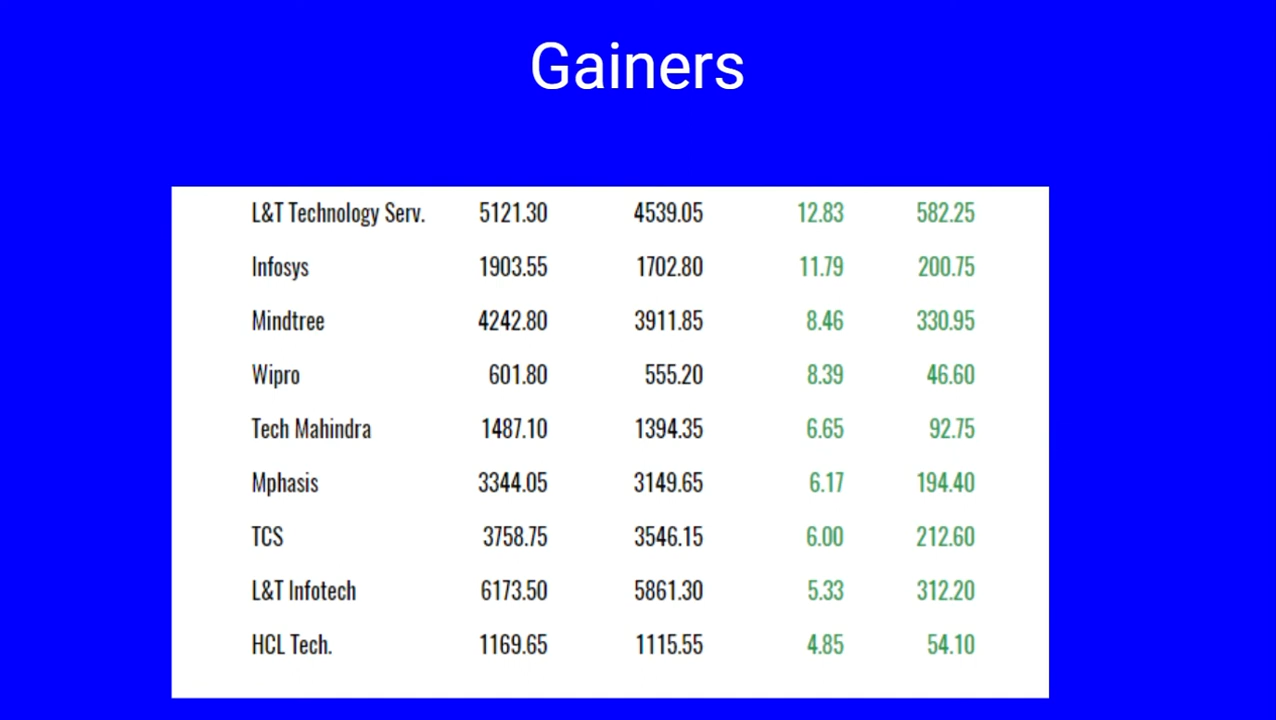 Gainers
L&T Technology Serv. 5121.30 4539.05 12.83 582.25
Infosys 1903.55 1702.80 11.79 200.75
Mindtree 4242.80 3911.85 8.46 330.95
Wipro 601.80 555.20 8.39 46.60
Tech Mahindra 1487.10 1394.35 6.65 92.75
Mphasis 3344.05 3149.65 6.17 194.40
TCS 3758.75 3546.15 6.00 212.60
L&T Infotech 6173.50 5861.30 5.33 312.20
HCL Tech. 1169.65 1115.55 4.85 54.10